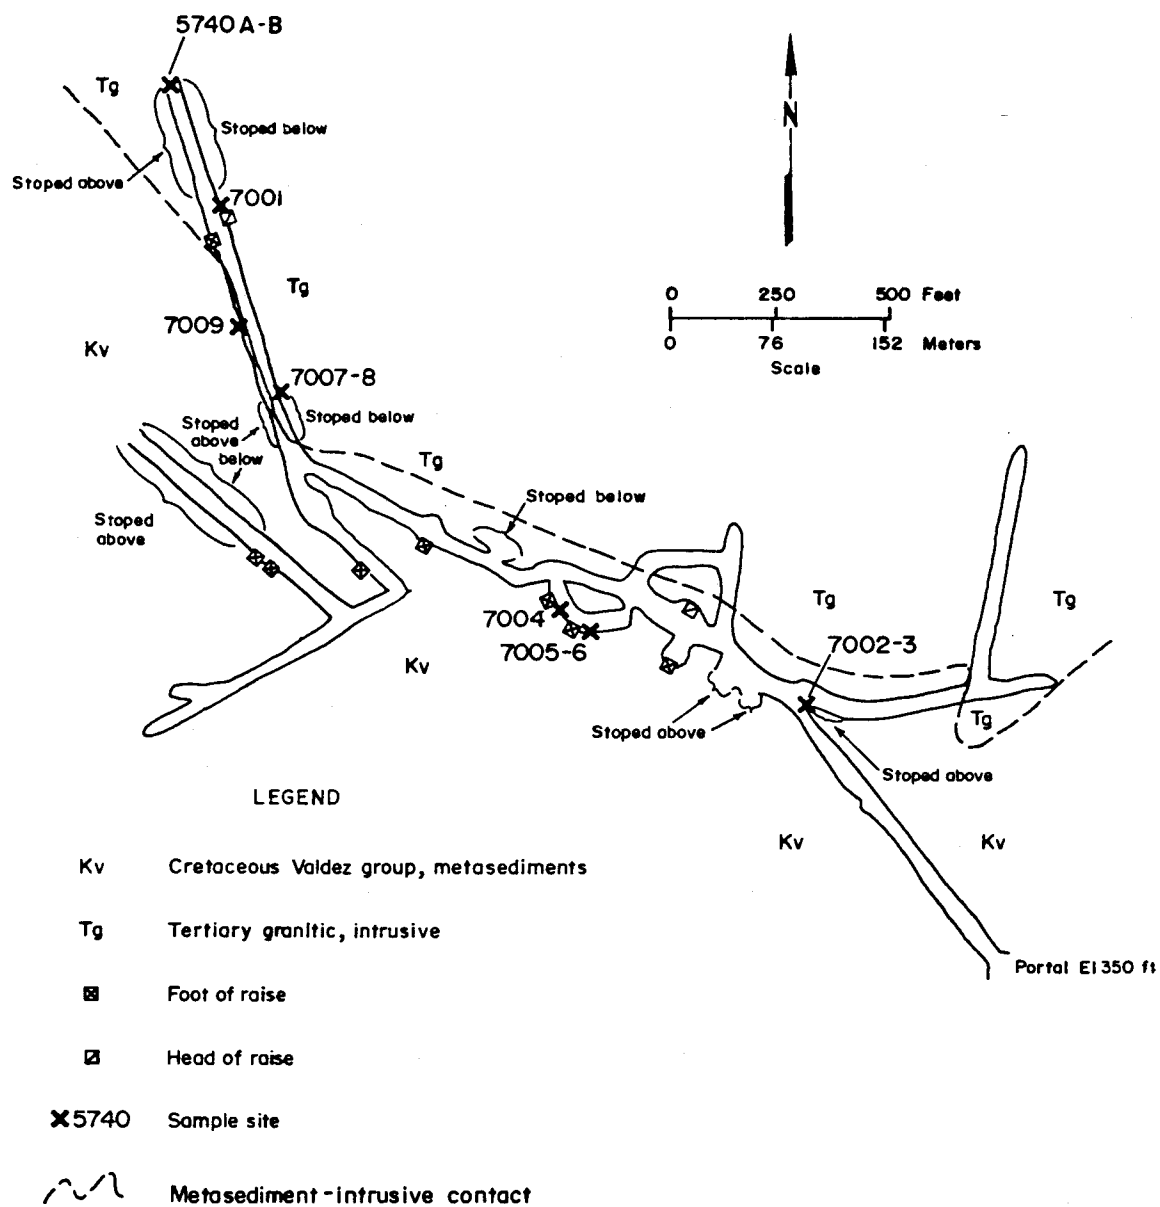 5740 A-B
Tg
Stoped below
Stoped above
7001
N
Tg
0 250 500 Feet
0 76 152 Meters
Scale
7009
Kv
7007-8
Stoped below
Stoped
above
below
Tg
Stoped below
Stoped
above
7004
7005-6
Kv
Tg
Tg
7002-3
Tg
Stoped above
Stoped above
Kv
Kv
Portal El 350 ft
LEGEND
Kv Cretaceous Valdez group, metasediments
Tg Tertiary granitic, intrusive
Foot of raise
Head of raise
5740 Sample site
Metasediment-intrusive contact